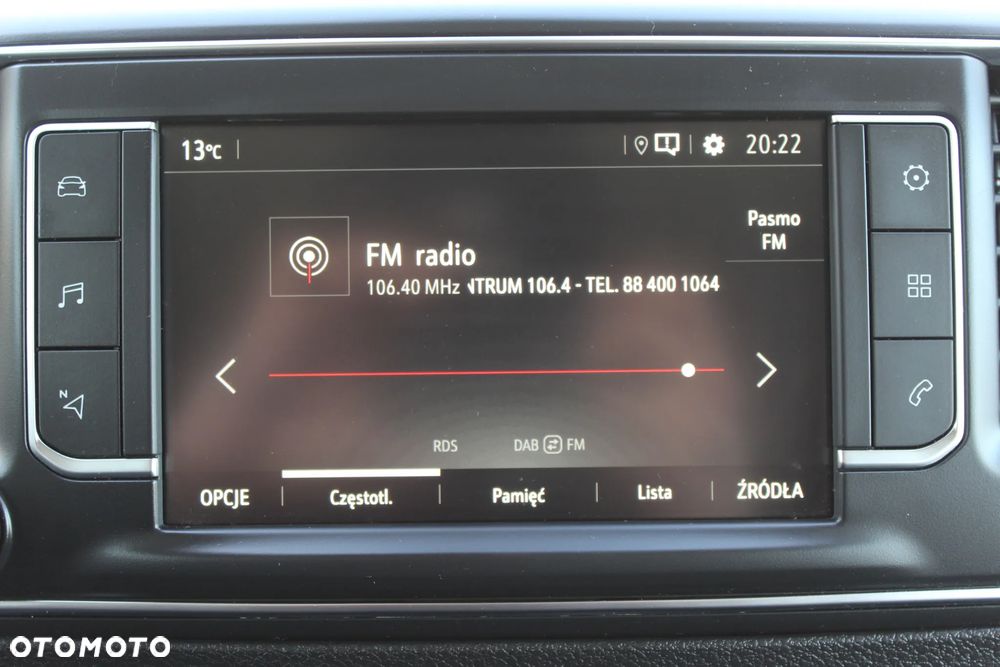 13°C
20:22
Pasmo
FM
FM radio
106.40 MHz NTRUM 106.4 - TEL. 88 400 1064
RDS
DAB FM
OPCJE
Częstotl.
Pamięć
Lista
ŹRÓDŁA
N
OTOMOTO